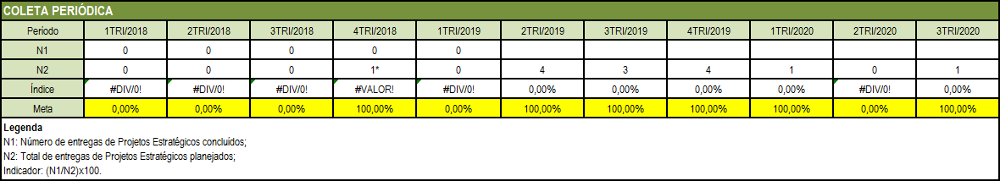 COLETA PERIÓDICA
Período 1TRI/2018 2TRI/2018 3TRI/2018 4TRI/2018 1TRI/2019 2TRI/2019 3TRI/2019 4TRI/2019 1TRI/2020 2TRI/2020 3TRI/2020
N1 0 0 0 0 0
N2 0 0 0 1* 0 4 3 4 1 0 1
Índice #DIV/0! #DIV/0! #DIV/0! #VALOR! #DIV/0! 0,00% 0,00% 0,00% 0,00% #DIV/0! 0,00%
Meta 0,00% 0,00% 0,00% 100,00% 0,00% 100,00% 100,00% 100,00% 100,00% 0,00% 100,00%
Legenda
N1: Número de entregas de Projetos Estratégicos concluídos;
N2: Total de entregas de Projetos Estratégicos planejados;
Indicador: (N1/N2)x100.